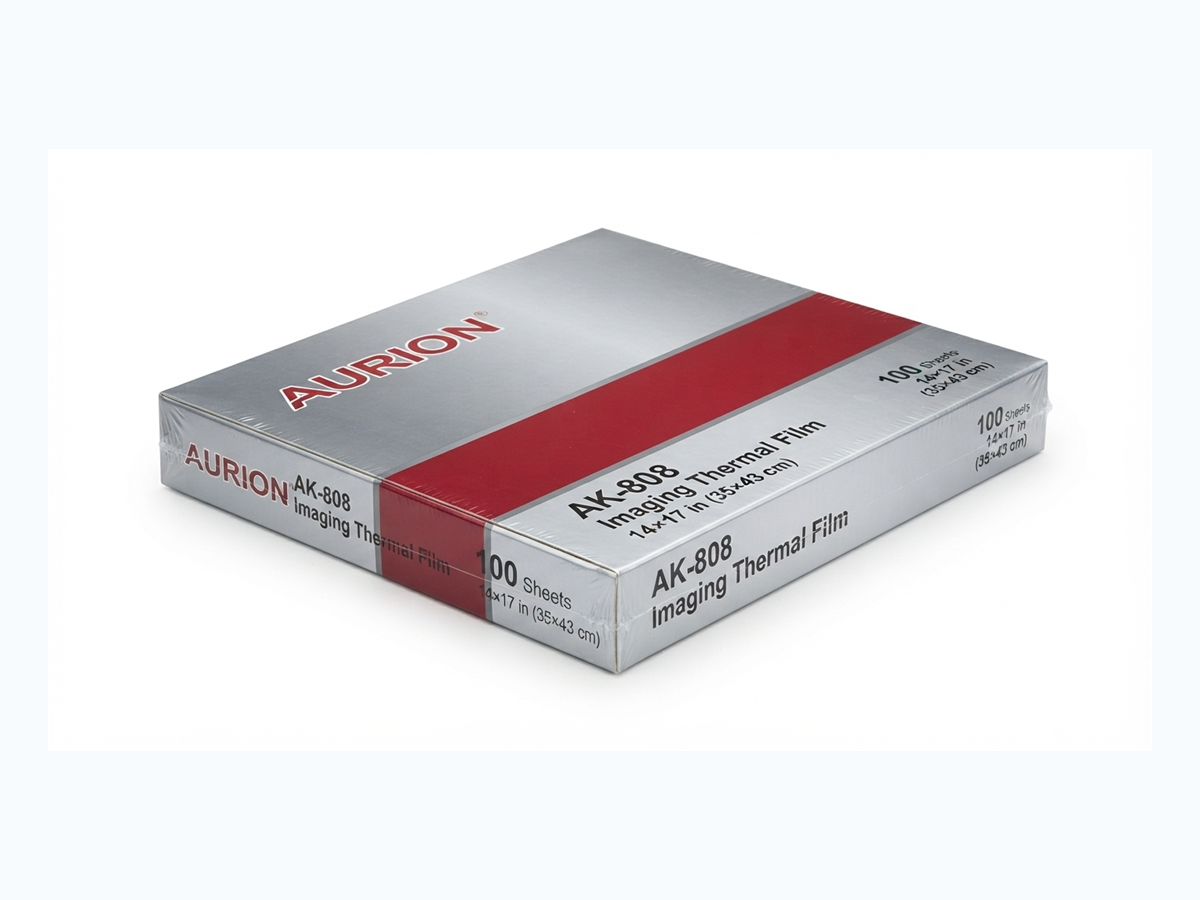 AURION®
100 Sheets
14×17 in
(35×43 cm)
AK-808
Imaging Thermal Film
14×17 in (35×43 cm)
AURION
AK-808
Imaging Thermal Film
100 Sheets
14×17 in (35×43 cm)
AK-808
Imaging Thermal Film
100 Sheets
14×17 in
(35×43 cm)